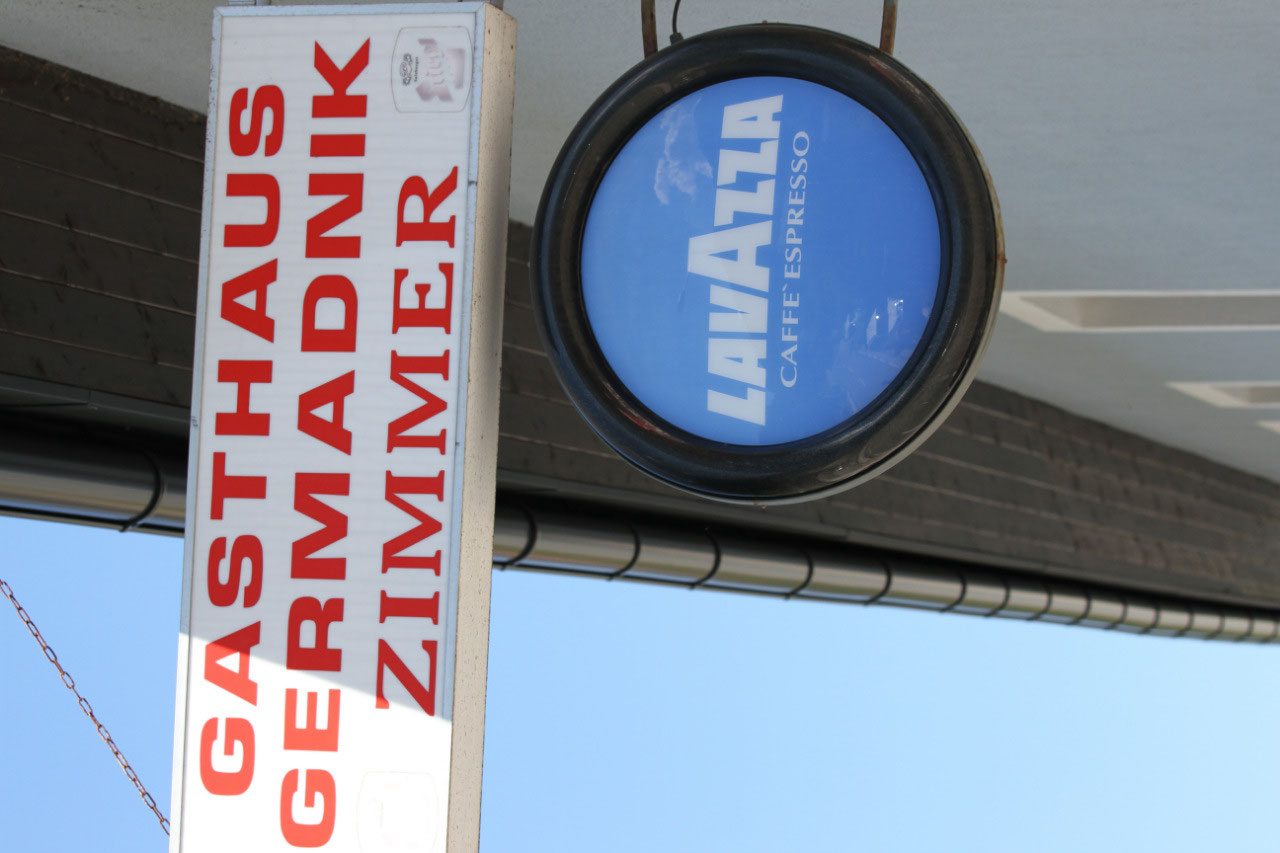 GASTHAUS
GERMADNIK
ZIMMER
LAVAZZA
CAFFE` ESPRESSO